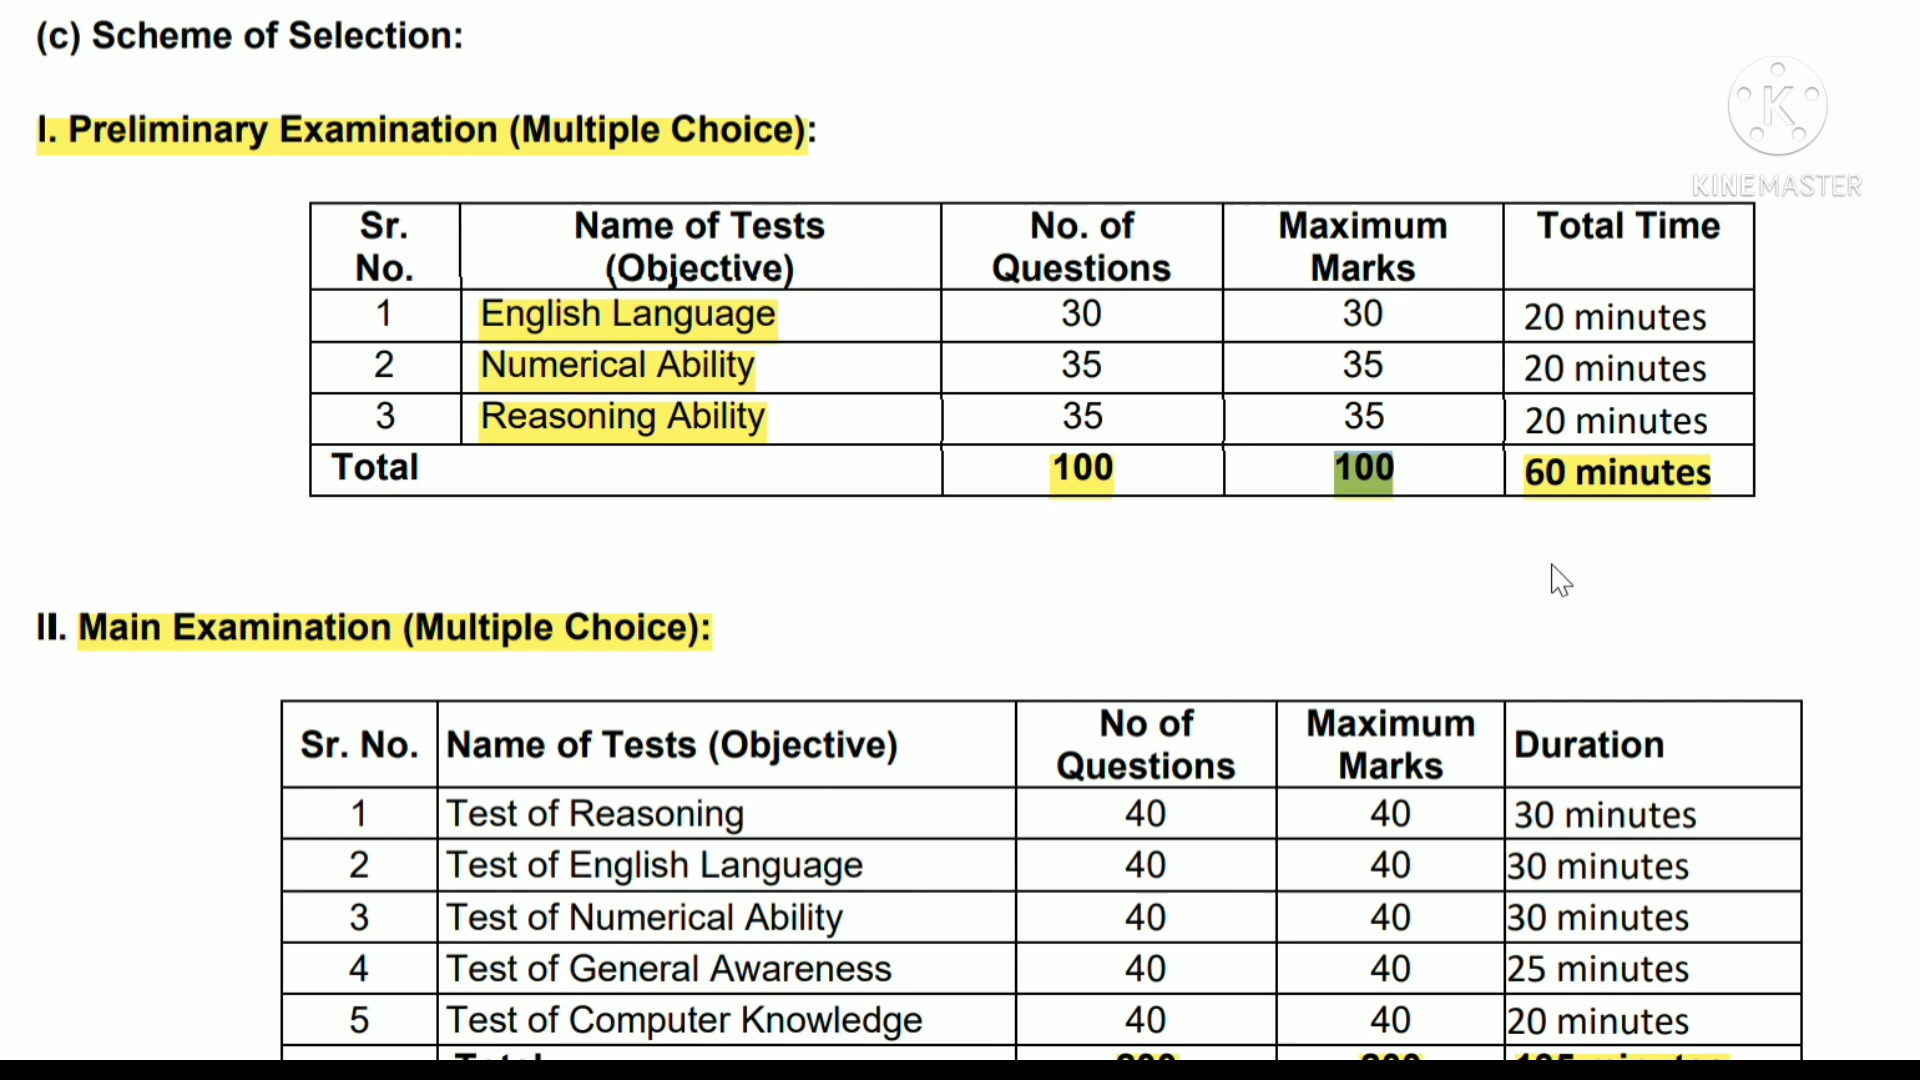 (c) Scheme of Selection:
I. Preliminary Examination (Multiple Choice):
K
KINEMASTER
Sr. No. Name of Tests (Objective) No. of Questions Maximum Marks Total Time
1 English Language 30 30 20 minutes
2 Numerical Ability 35 35 20 minutes
3 Reasoning Ability 35 35 20 minutes
Total 100 100 60 minutes
II. Main Examination (Multiple Choice):
Sr. No. Name of Tests (Objective) No of Questions Maximum Marks Duration
1 Test of Reasoning 40 40 30 minutes
2 Test of English Language 40 40 30 minutes
3 Test of Numerical Ability 40 40 30 minutes
4 Test of General Awareness 40 40 25 minutes
5 Test of Computer Knowledge 40 40 20 minutes